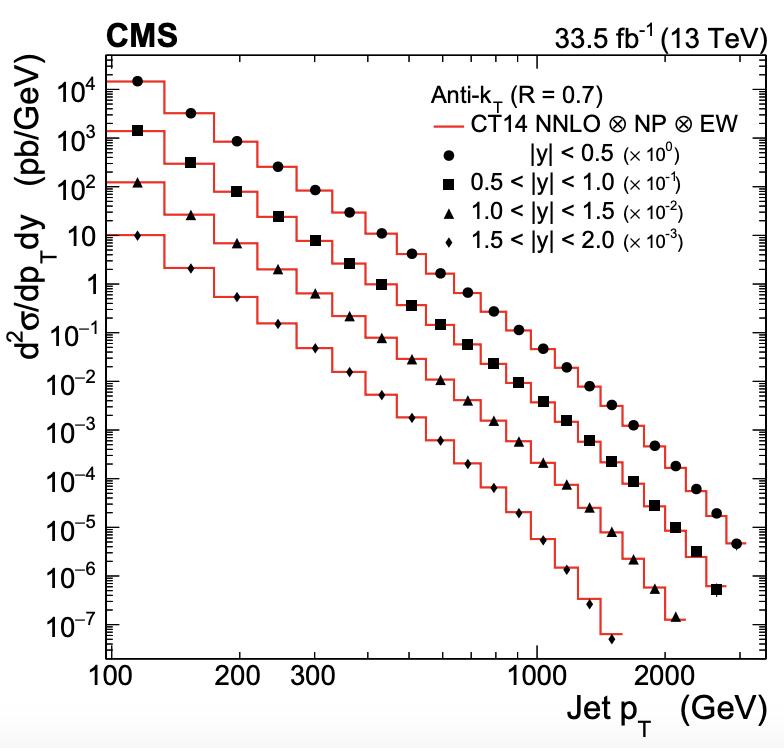 CMS 33.5 fb⁻¹ (13 TeV)
d²σ/dp_T dy (pb/GeV)
Anti-k_T (R = 0.7)
CT14 NNLO ⊗ NP ⊗ EW
|y| < 0.5 (× 10⁰)
0.5 < |y| < 1.0 (× 10⁻¹)
1.0 < |y| < 1.5 (× 10⁻²)
1.5 < |y| < 2.0 (× 10⁻³)
10⁴
10³
10²
10
1
10⁻¹
10⁻²
10⁻³
10⁻⁴
10⁻⁵
10⁻⁶
10⁻⁷
100 200 300 1000 2000
Jet p_T (GeV)